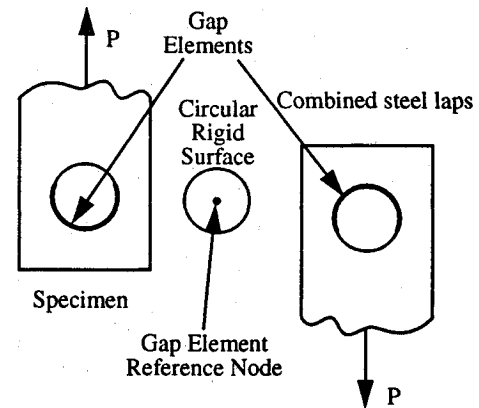 P
Gap
Elements
Combined steel laps
Circular
Rigid
Surface
Specimen
Gap Element
Reference Node
P